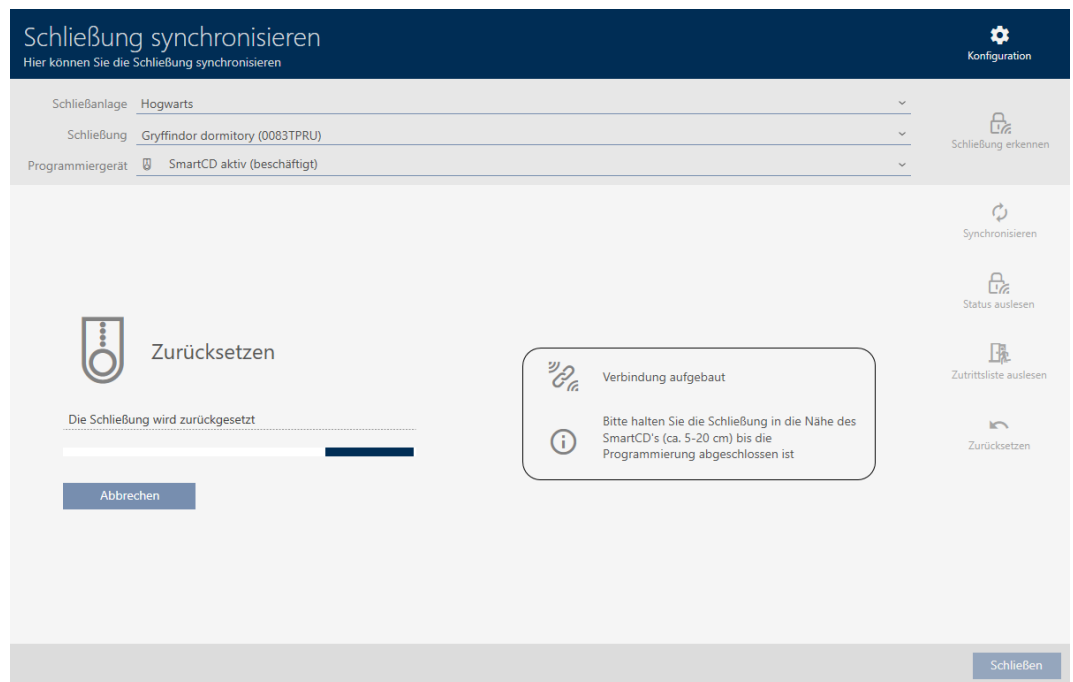 Schließung synchronisieren
Hier können Sie die Schließung synchronisieren
Konfiguration
Schließanlage Hogwarts
Schließung Gryffindor dormitory (0083TPRU)
Programmiergerät SmartCD aktiv (beschäftigt)
Schließung erkennen
Synchronisieren
Status auslesen
Zutrittsliste auslesen
Zurücksetzen
Zurücksetzen
Die Schließung wird zurückgesetzt
Abbrechen
Verbindung aufgebaut
Bitte halten Sie die Schließung in die Nähe des
SmartCD's (ca. 5-20 cm) bis die
Programmierung abgeschlossen ist
Schließen